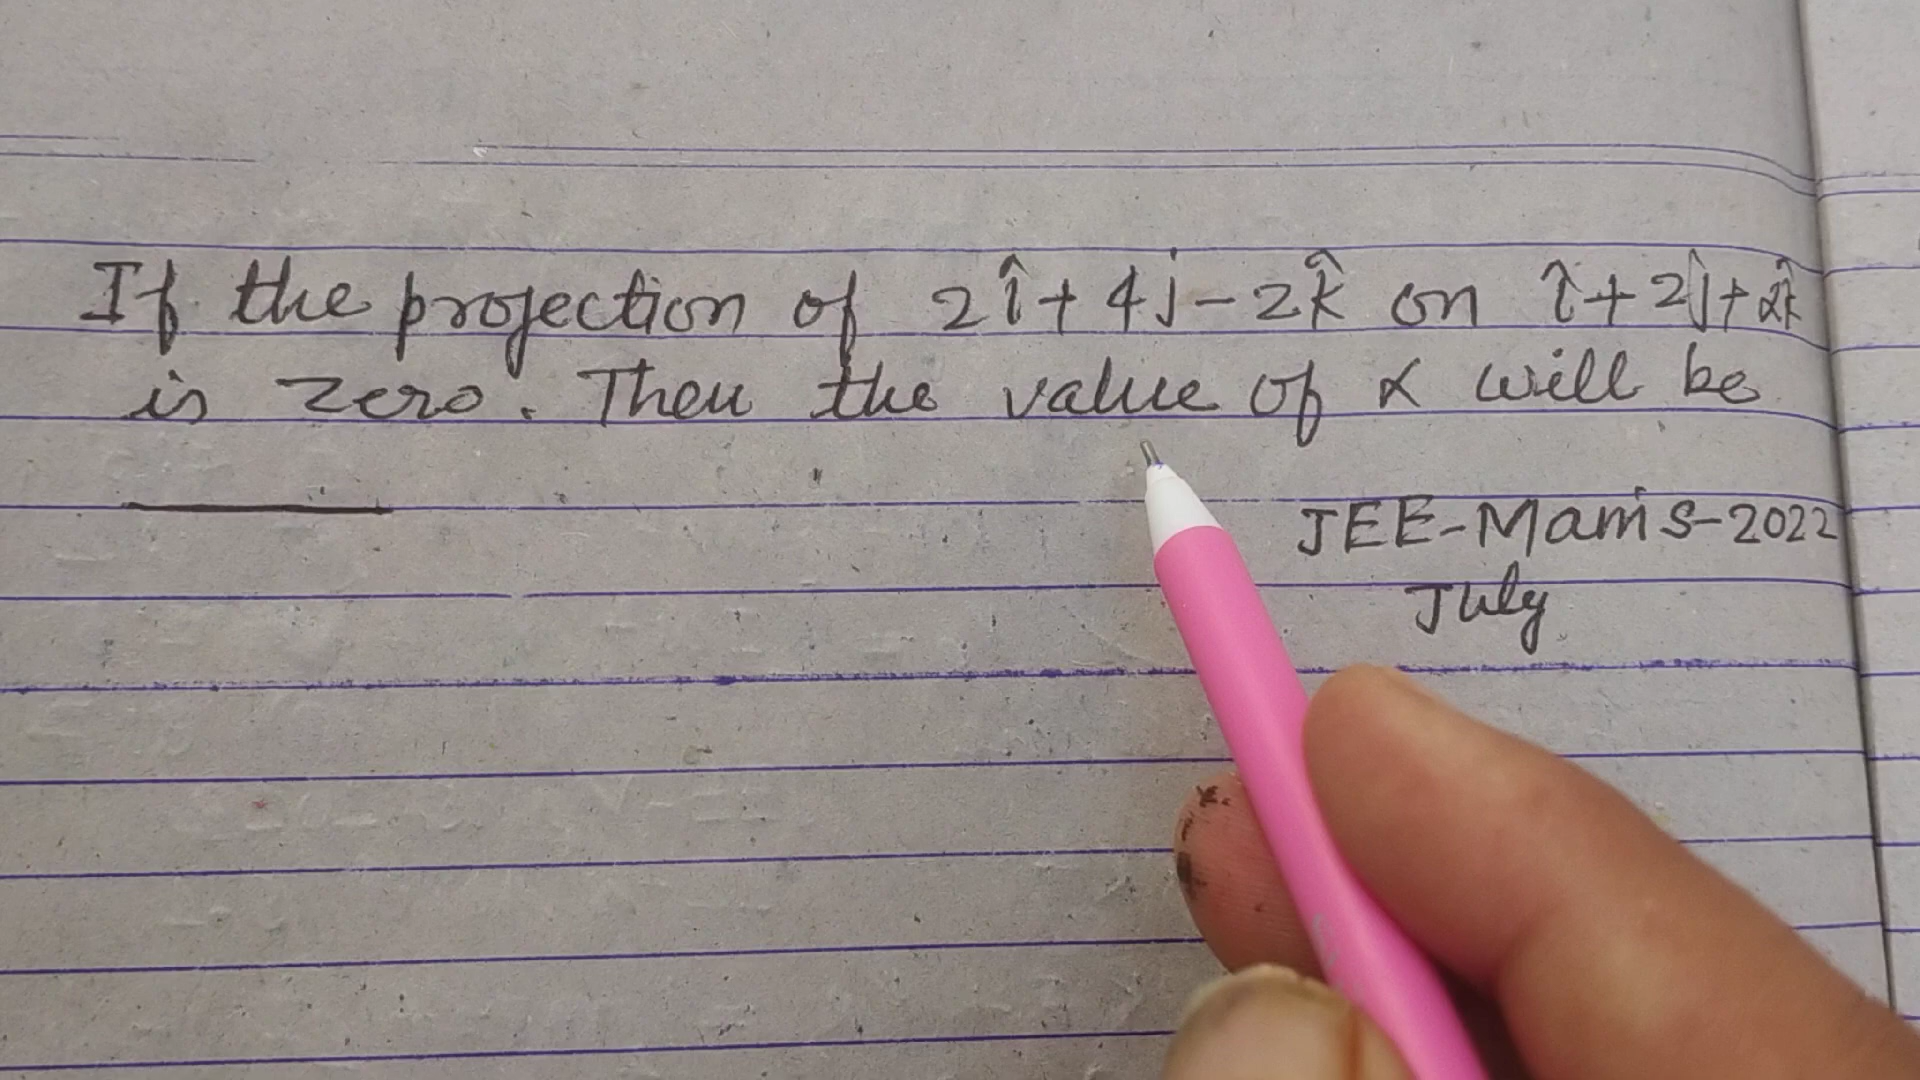 If the projection of 2î + 4j - 2k̂ on î + 2ĵ + αk̂
is zero. Then the value of α will be
JEE-Mains-2022
July